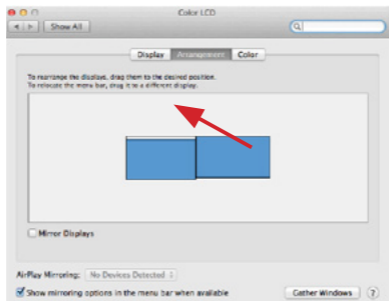 Color LCD
Show All
Display Arrangement Color
To rearrange the displays, drag them to the desired position.
To relocate the menu bar, drag it to a different display.
Mirror Displays
AirPlay Mirroring: No Devices Detected
Show mirroring options in the menu bar when available
Gather Windows ?